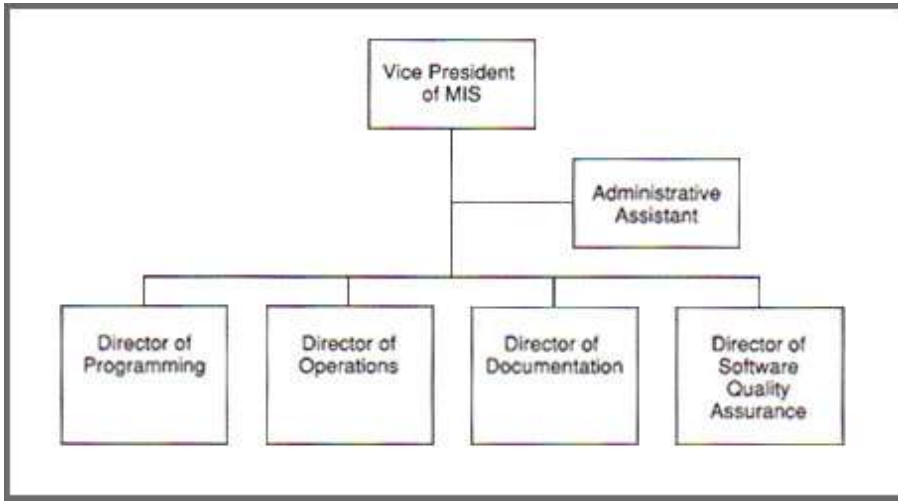 Vice President
of MIS
Administrative
Assistant
Director of
Programming
Director of
Operations
Director of
Documentation
Director of
Software
Quality
Assurance